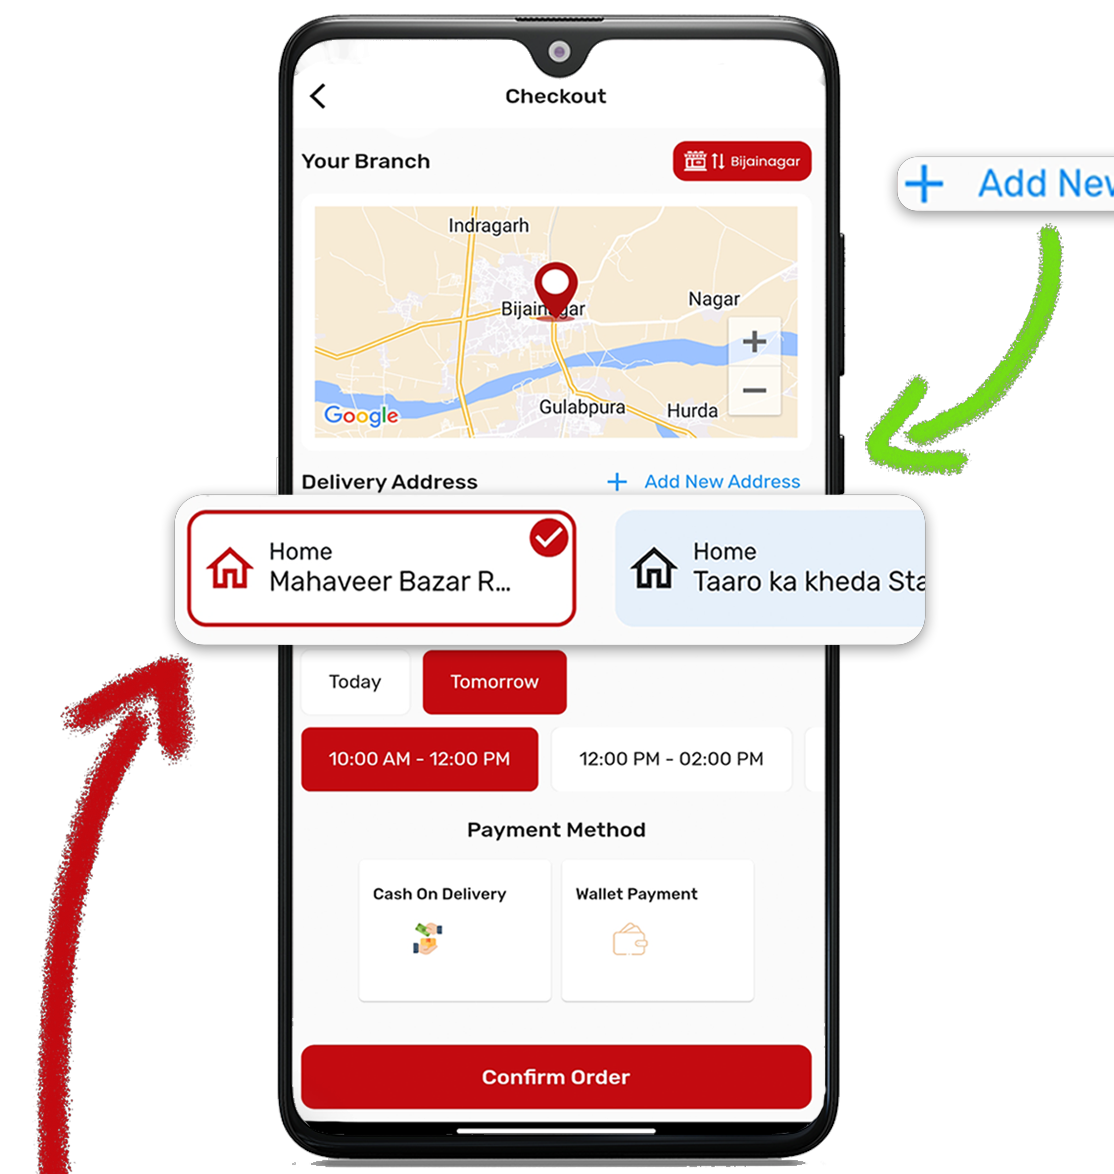 Checkout
Your Branch
Bijainagar
Indragarh
Bijainagar
Nagar
Google
Gulabpura
Hurda
+ Add New
Delivery Address
+ Add New Address
Home
Mahaveer Bazar R...
Home
Taaro ka kheda Sta
Today
Tomorrow
10:00 AM - 12:00 PM
12:00 PM - 02:00 PM
Payment Method
Cash On Delivery
Wallet Payment
Confirm Order